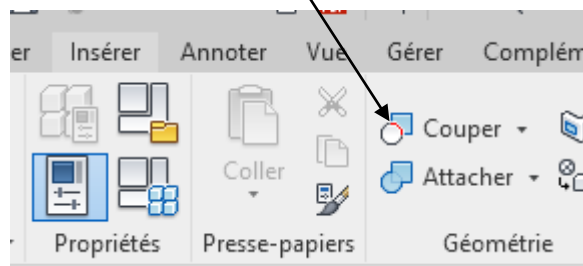 er Insérer Annoter Vue Gérer Complém
Couper
Coller
Attacher
Propriétés Presse-papiers Géométrie